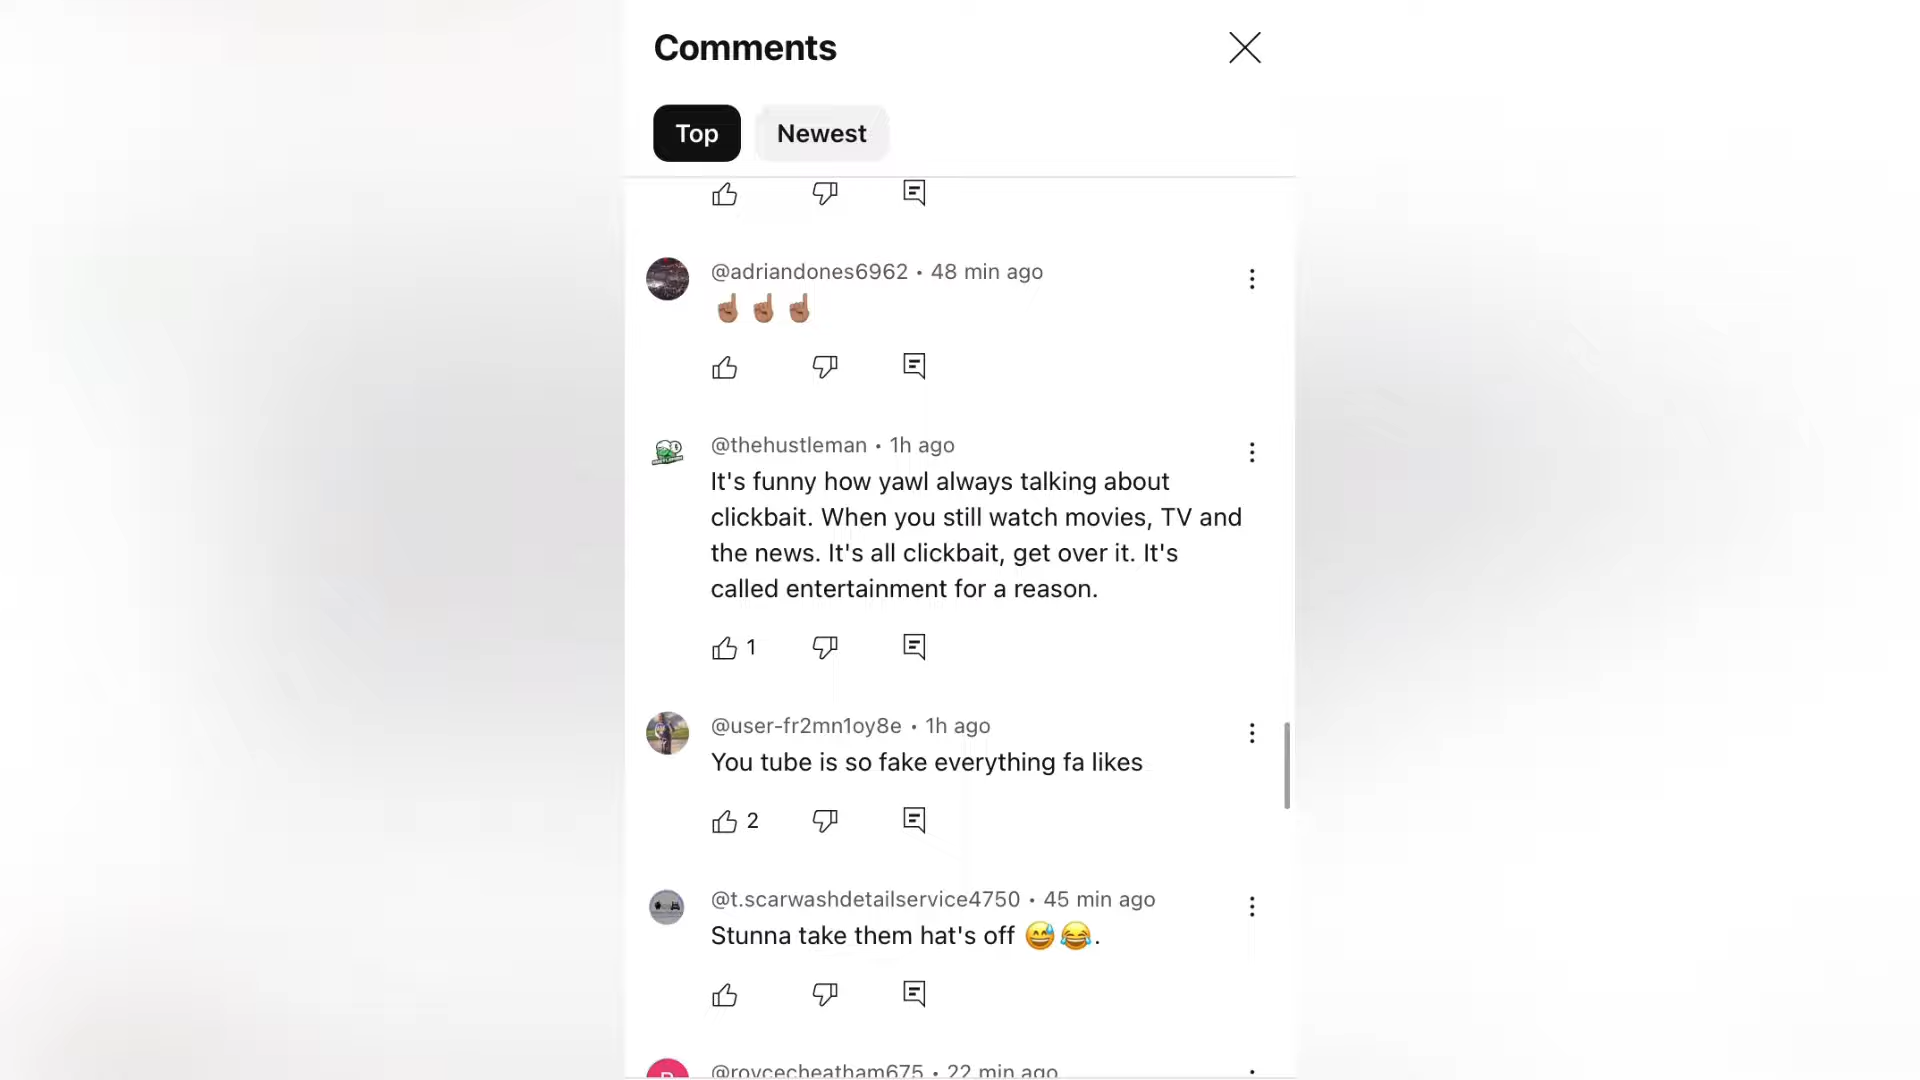 Comments
Top
Newest
@adriandones6962 • 48 min ago
☝🏽☝🏽☝🏽
@thehustleman • 1h ago
It's funny how yawl always talking about
clickbait. When you still watch movies, TV and
the news. It's all clickbait, get over it. It's
called entertainment for a reason.
1
@user-fr2mn1oy8e • 1h ago
You tube is so fake everything fa likes
2
@t.scarwashdetailservice4750 • 45 min ago
Stunna take them hat's off 😅😂.
@roycecheatham675 • 22 min ago